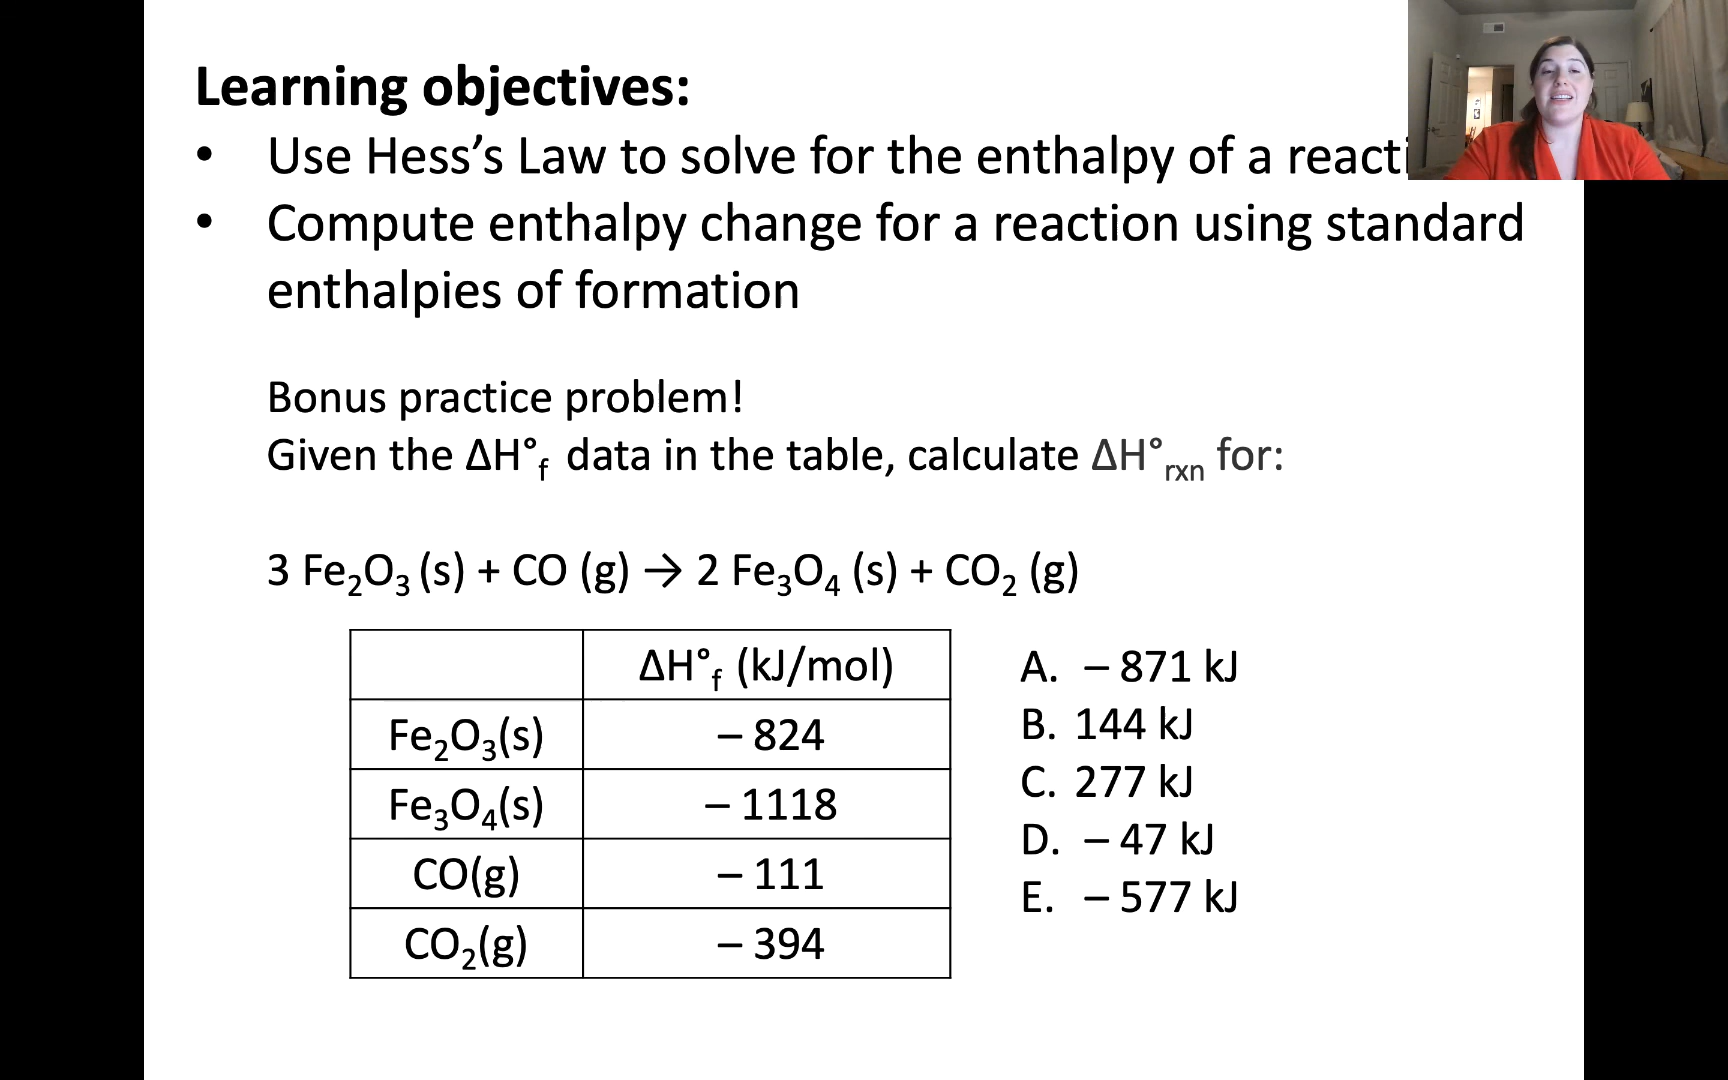 Learning objectives:
• Use Hess’s Law to solve for the enthalpy of a reacti
• Compute enthalpy change for a reaction using standard
enthalpies of formation
Bonus practice problem!
Given the ΔH°f data in the table, calculate ΔH°rxn for:
3 Fe₂O₃ (s) + CO (g) → 2 Fe₃O₄ (s) + CO₂ (g)
ΔH°f (kJ/mol)
Fe₂O₃(s) – 824
Fe₃O₄(s) – 1118
CO(g) – 111
CO₂(g) – 394
A. – 871 kJ
B. 144 kJ
C. 277 kJ
D. – 47 kJ
E. – 577 kJ